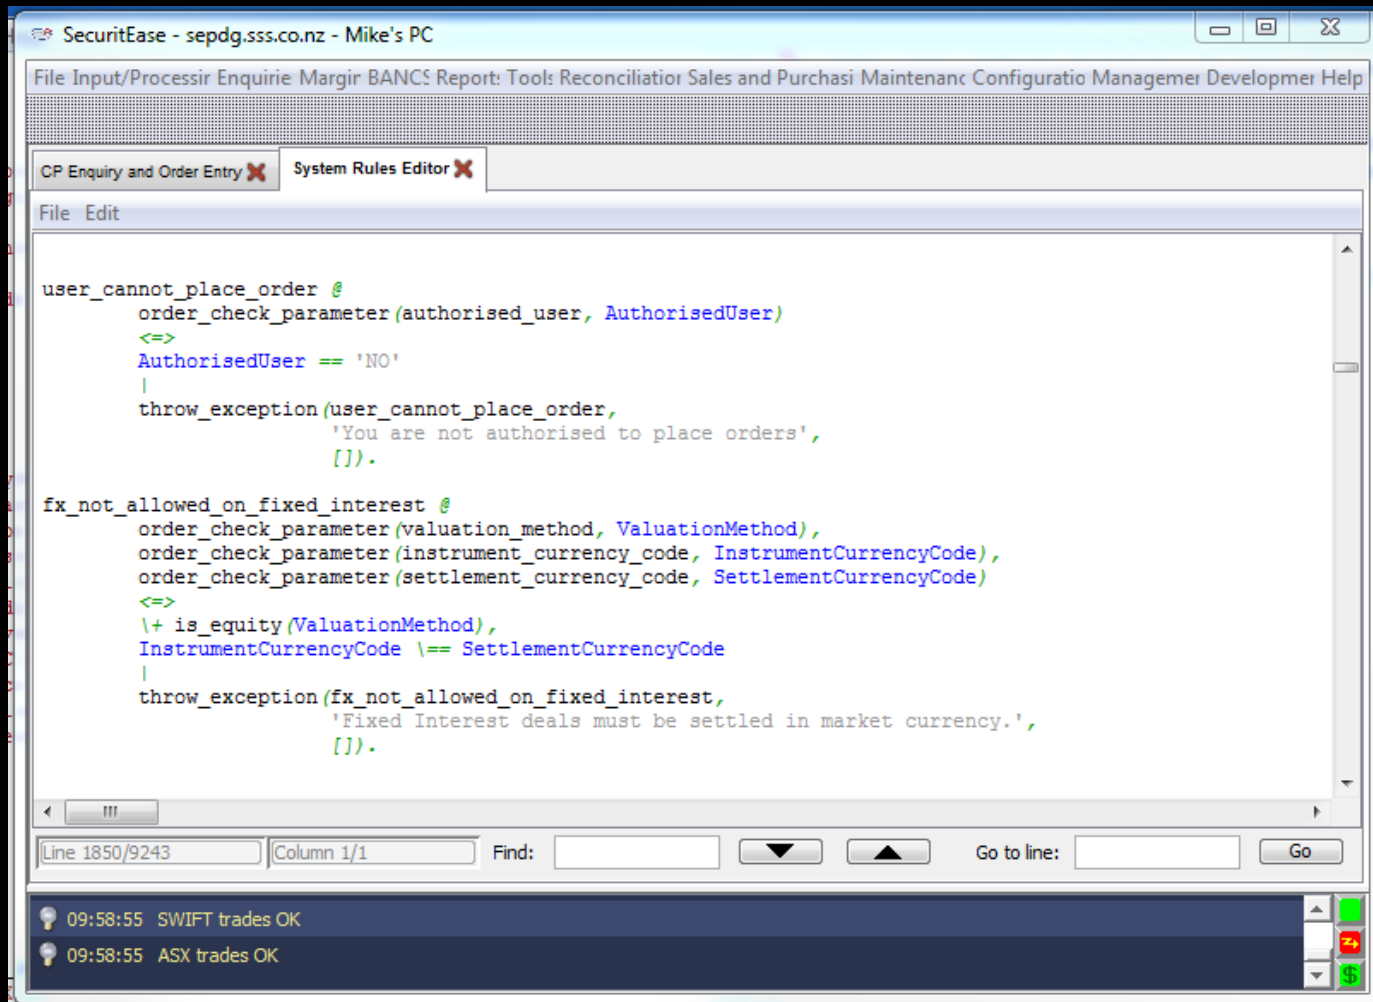 SecuritEase - sepdg.sss.co.nz - Mike's PC
File Input/Processir Enquirie Margir BANCS Report: Tools Reconciliation Sales and Purchasi Maintenanc Configuratio Managemer Developmer Help
CP Enquiry and Order Entry System Rules Editor
File Edit
user_cannot_place_order @
order_check_parameter(authorised_user, AuthorisedUser)
<=>
AuthorisedUser == 'NO'
|
throw_exception(user_cannot_place_order,
'You are not authorised to place orders',
[]).
fx_not_allowed_on_fixed_interest @
order_check_parameter(valuation_method, ValuationMethod),
order_check_parameter(instrument_currency_code, InstrumentCurrencyCode),
order_check_parameter(settlement_currency_code, SettlementCurrencyCode)
<=>
\+ is_equity(ValuationMethod),
InstrumentCurrencyCode \== SettlementCurrencyCode
|
throw_exception(fx_not_allowed_on_fixed_interest,
'Fixed Interest deals must be settled in market currency.',
[]).
Line 1850/9243 Column 1/1 Find: Go to line: Go
09:58:55 SWIFT trades OK
09:58:55 ASX trades OK